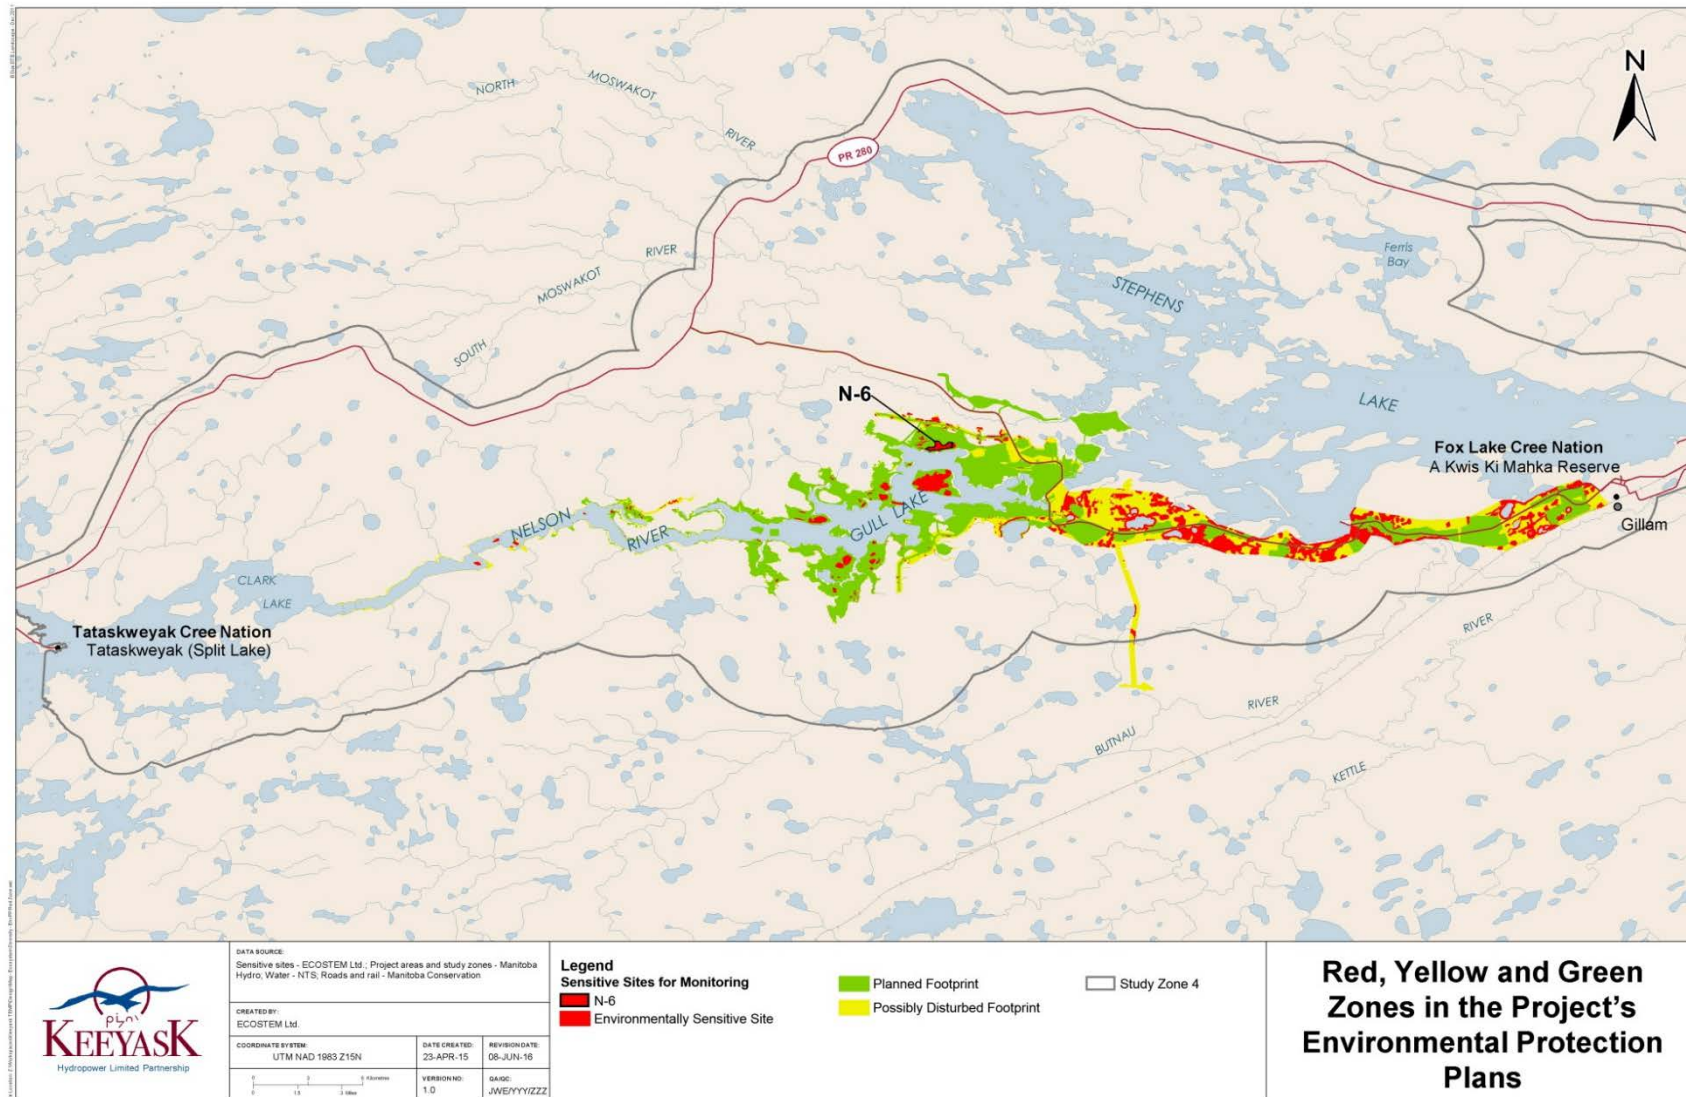 N
NORTH
MOSWAKOT
RIVER
PR 280
RIVER
MOSWAKOT
SOUTH
Ferris
Bay
STEPHENS
LAKE
N-6
Fox Lake Cree Nation
A Kwis Ki Mahka Reserve
Gillam
GULL LAKE
NELSON
RIVER
CLARK
LAKE
Tataskweyak Cree Nation
Tataskweyak (Split Lake)
RIVER
RIVER
BUTNAU
KETTLE
KEEYASK
Hydropower Limited Partnership
DATA SOURCE:
Sensitive sites - ECOSTEM Ltd.; Project areas and study zones - Manitoba
Hydro; Water - NTS; Roads and rail - Manitoba Conservation
CREATED BY:
ECOSTEM Ltd.
COORDINATE SYSTEM:
UTM NAD 1983 Z15N
DATE CREATED:
23-APR-15
REVISION DATE:
08-JUN-16
VERSION NO:
1.0
QA/QC:
JWE/YYY/ZZZ
Legend
Sensitive Sites for Monitoring
N-6
Environmentally Sensitive Site
Planned Footprint
Possibly Disturbed Footprint
Study Zone 4
Red, Yellow and Green
Zones in the Project's
Environmental Protection
Plans